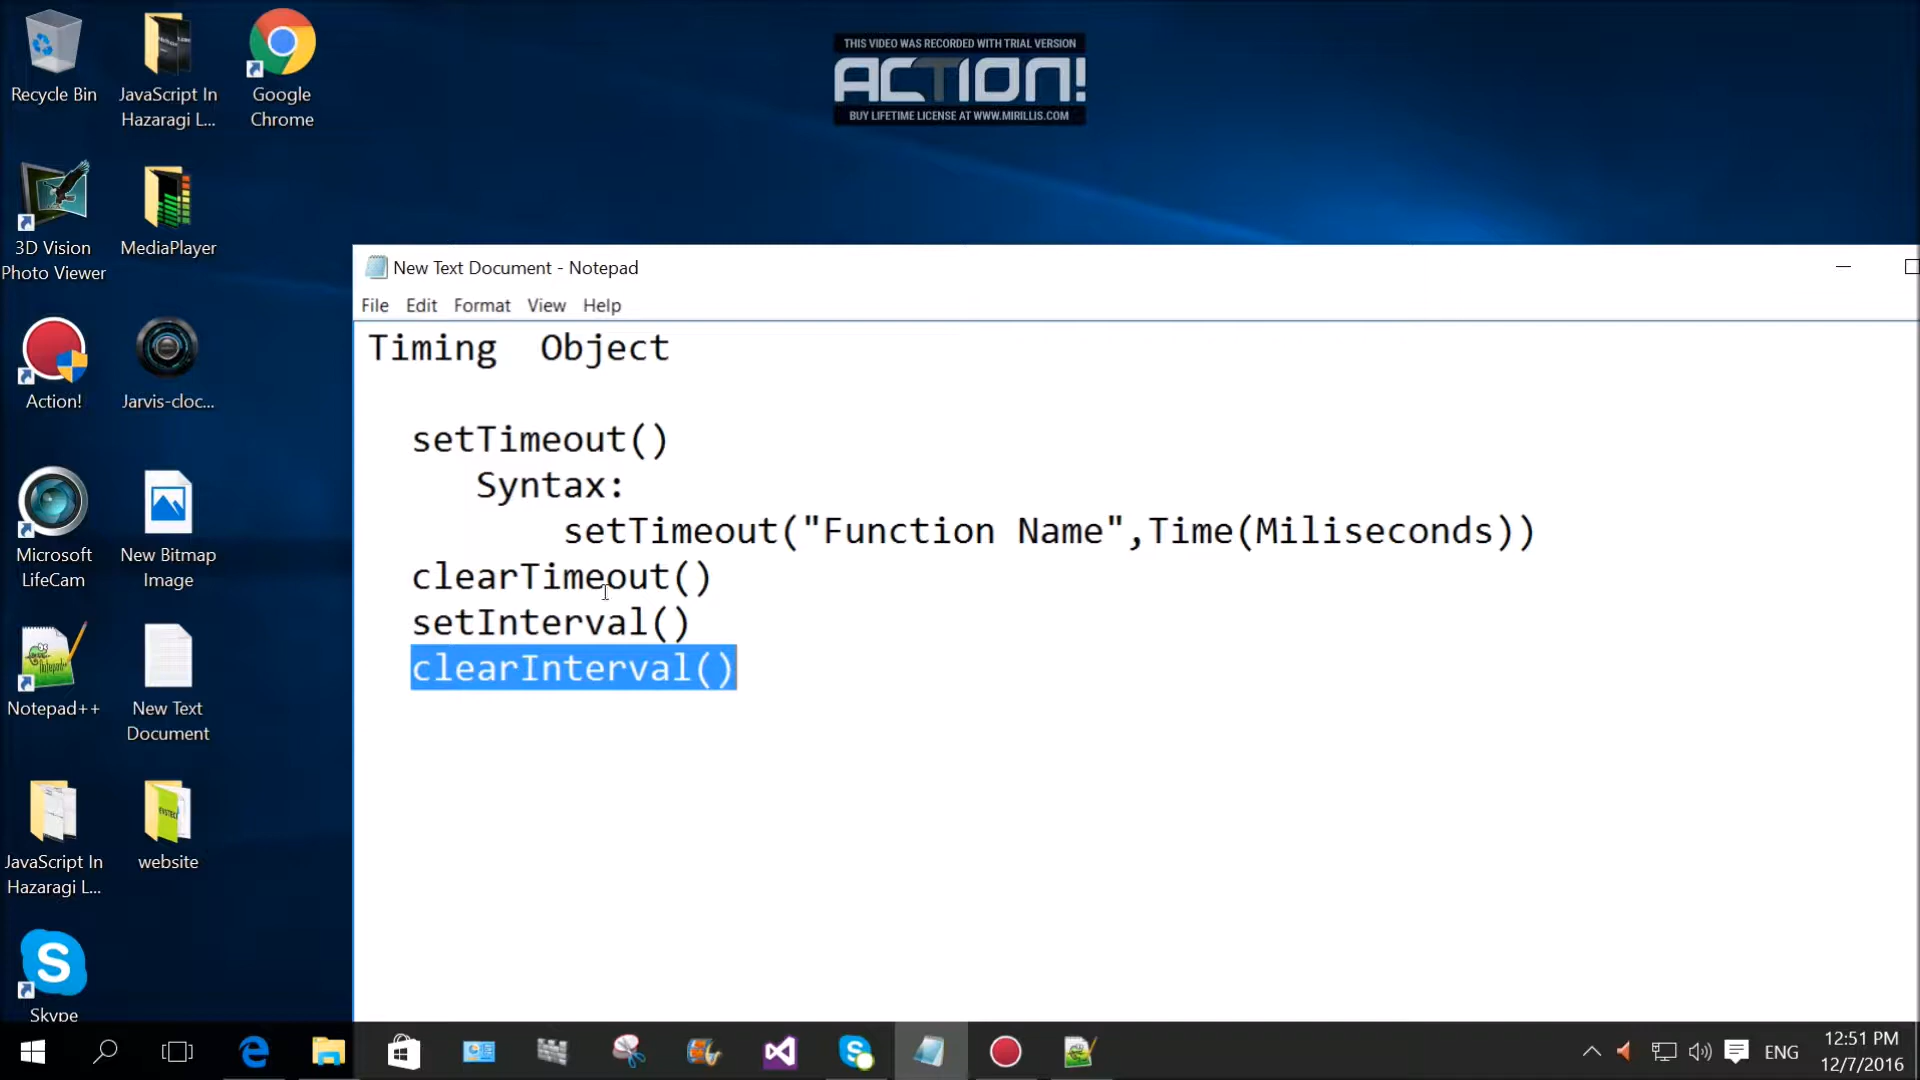 Recycle Bin
JavaScript In
Hazaragi L...
Google
Chrome
THIS VIDEO WAS RECORDED WITH TRIAL VERSION
ACTION!
BUY LIFETIME LICENSE AT WWW.MIRILLIS.COM
3D Vision
Photo Viewer
MediaPlayer
New Text Document - Notepad
File Edit Format View Help
Timing Object
setTimeout()
Syntax:
setTimeout("Function Name",Time(Miliseconds))
clearTimeout()
setInterval()
clearInterval()
Action!
Jarvis-cloc...
Microsoft
LifeCam
New Bitmap
Image
Notepad++
New Text
Document
JavaScript In
Hazaragi L...
website
Skype
ENG
12:51 PM
12/7/2016